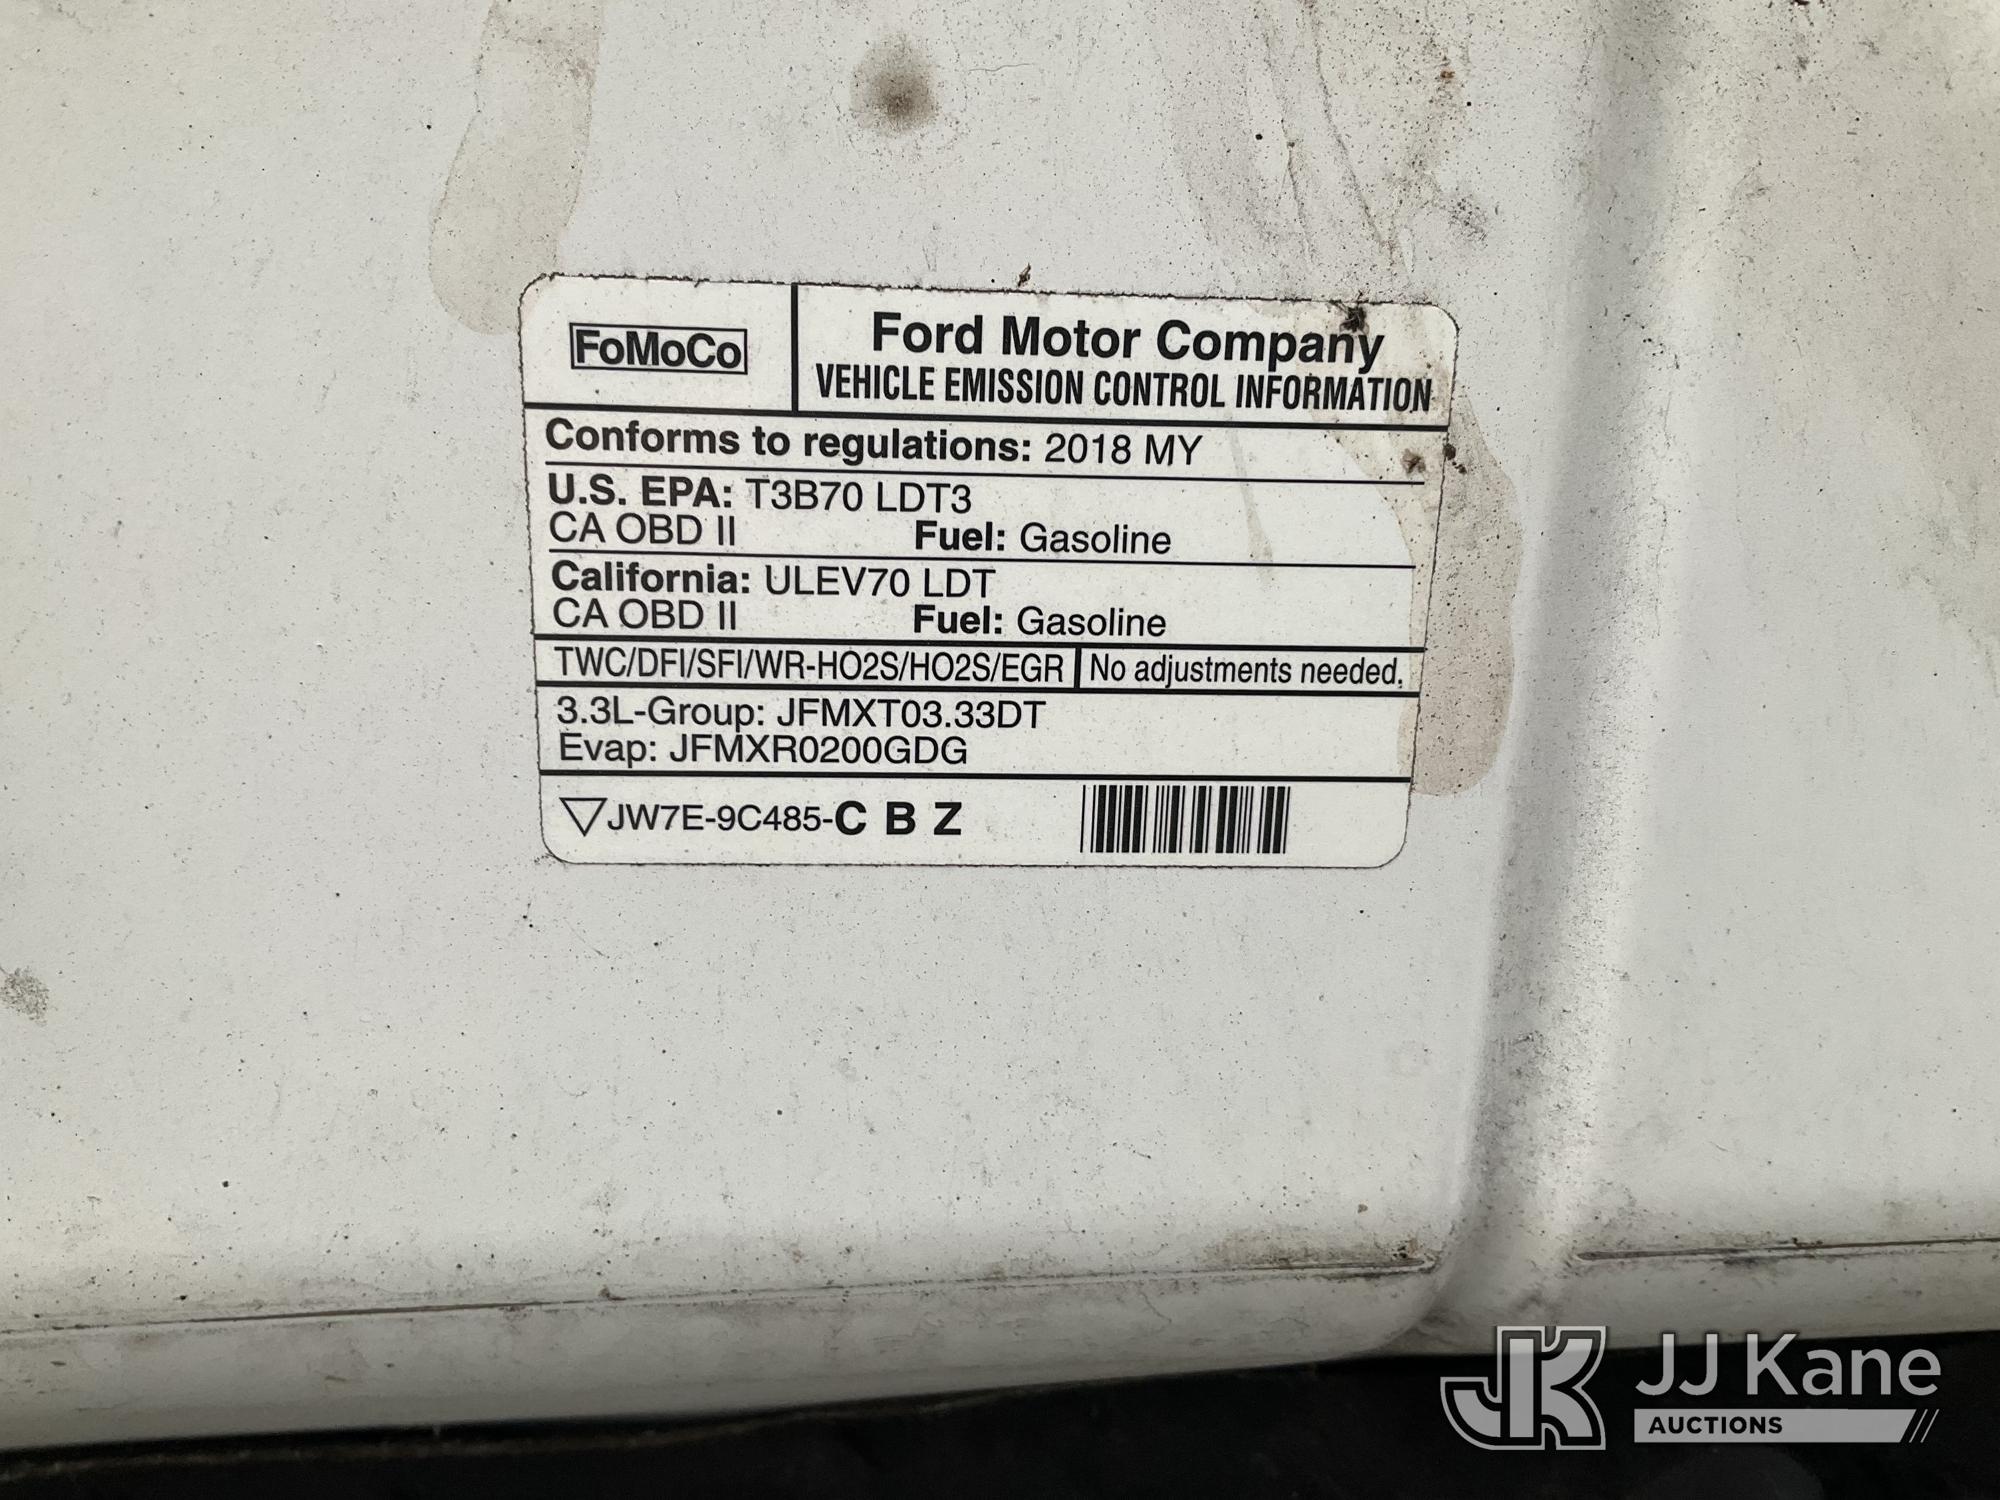 FoMoCo
Ford Motor Company
VEHICLE EMISSION CONTROL INFORMATION
Conforms to regulations: 2018 MY
U.S. EPA: T3B70 LDT3
CA OBD II Fuel: Gasoline
California: ULEV70 LDT
CA OBD II Fuel: Gasoline
TWC/DFI/SFI/WR-HO2S/HO2S/EGR No adjustments needed.
3.3L-Group: JFMXT03.33DT
Evap: JFMXR0200GDG
▽JW7E-9C485-C B Z
JK JJ Kane
AUCTIONS